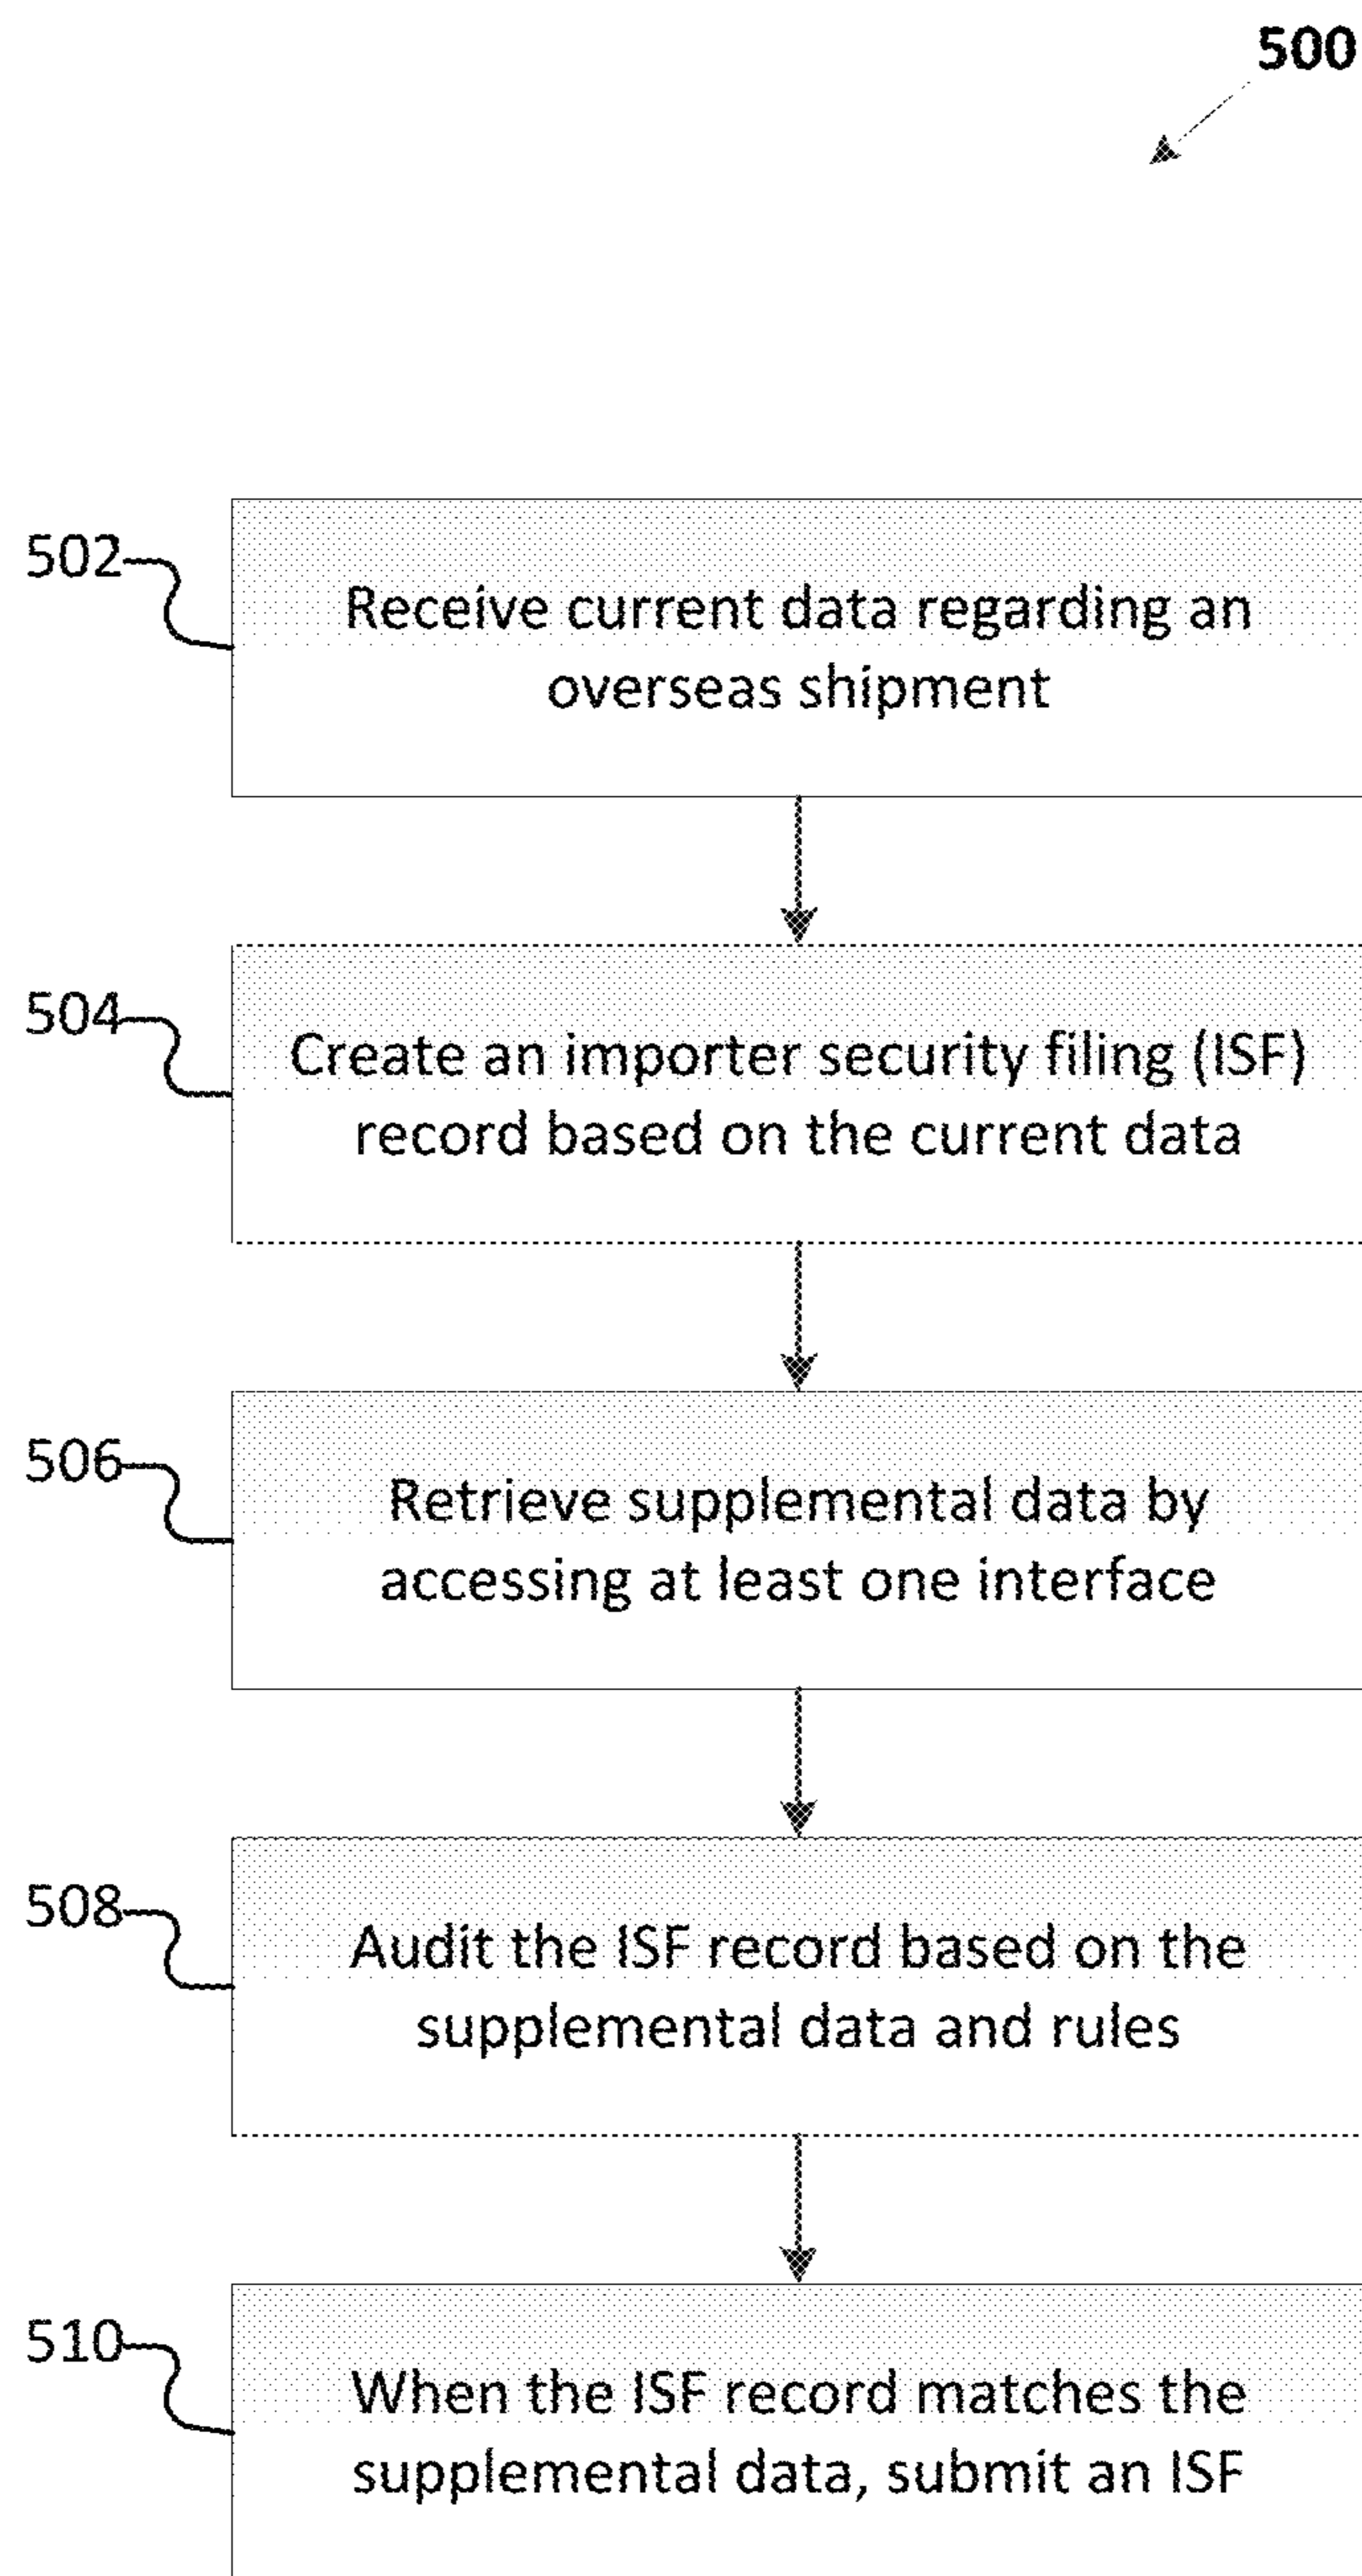 500
502
Receive current data regarding an
overseas shipment
504
Create an importer security filing (ISF)
record based on the current data
506
Retrieve supplemental data by
accessing at least one interface
508
Audit the ISF record based on the
supplemental data and rules
510
When the ISF record matches the
supplemental data, submit an ISF